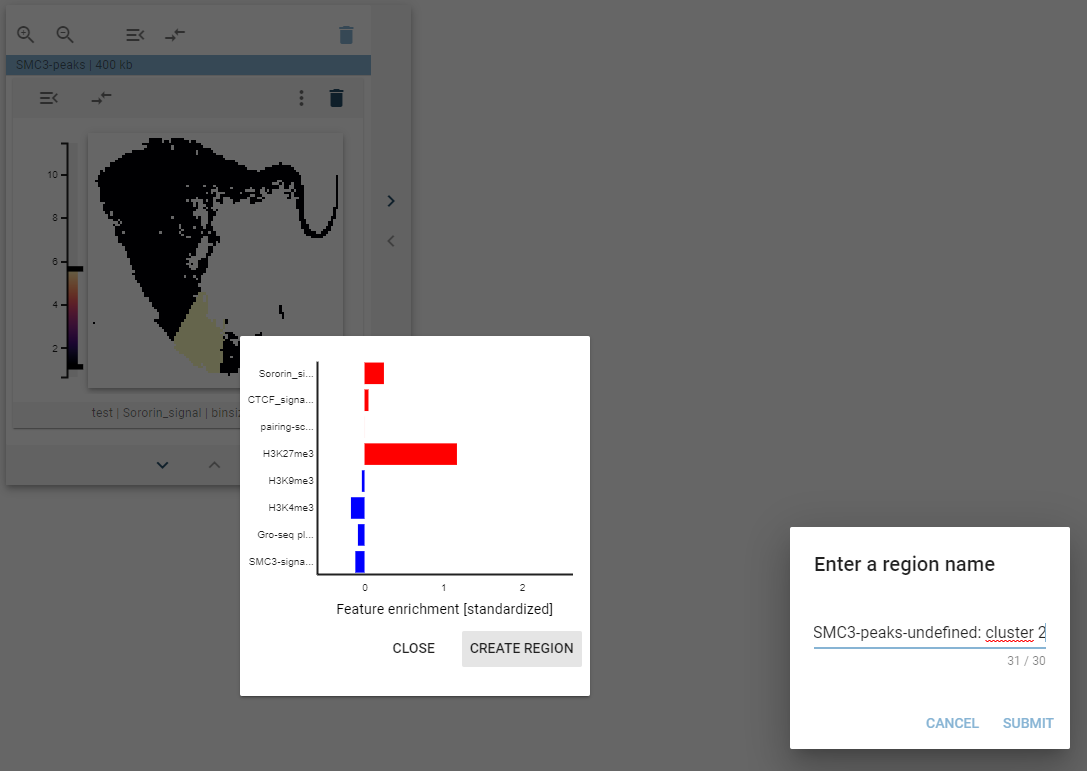 SMC3-peaks | 400 kb
10
8
6
4
2
test | Sororin_signal | binsiz
Sororin_si...
CTCF_signa...
pairing-sc...
H3K27me3
H3K9me3
H3K4me3
Gro-seq pl...
SMC3-signa...
0 1 2
Feature enrichment [standardized]
CLOSE CREATE REGION
Enter a region name
SMC3-peaks-undefined: cluster 2
31 / 30
CANCEL SUBMIT